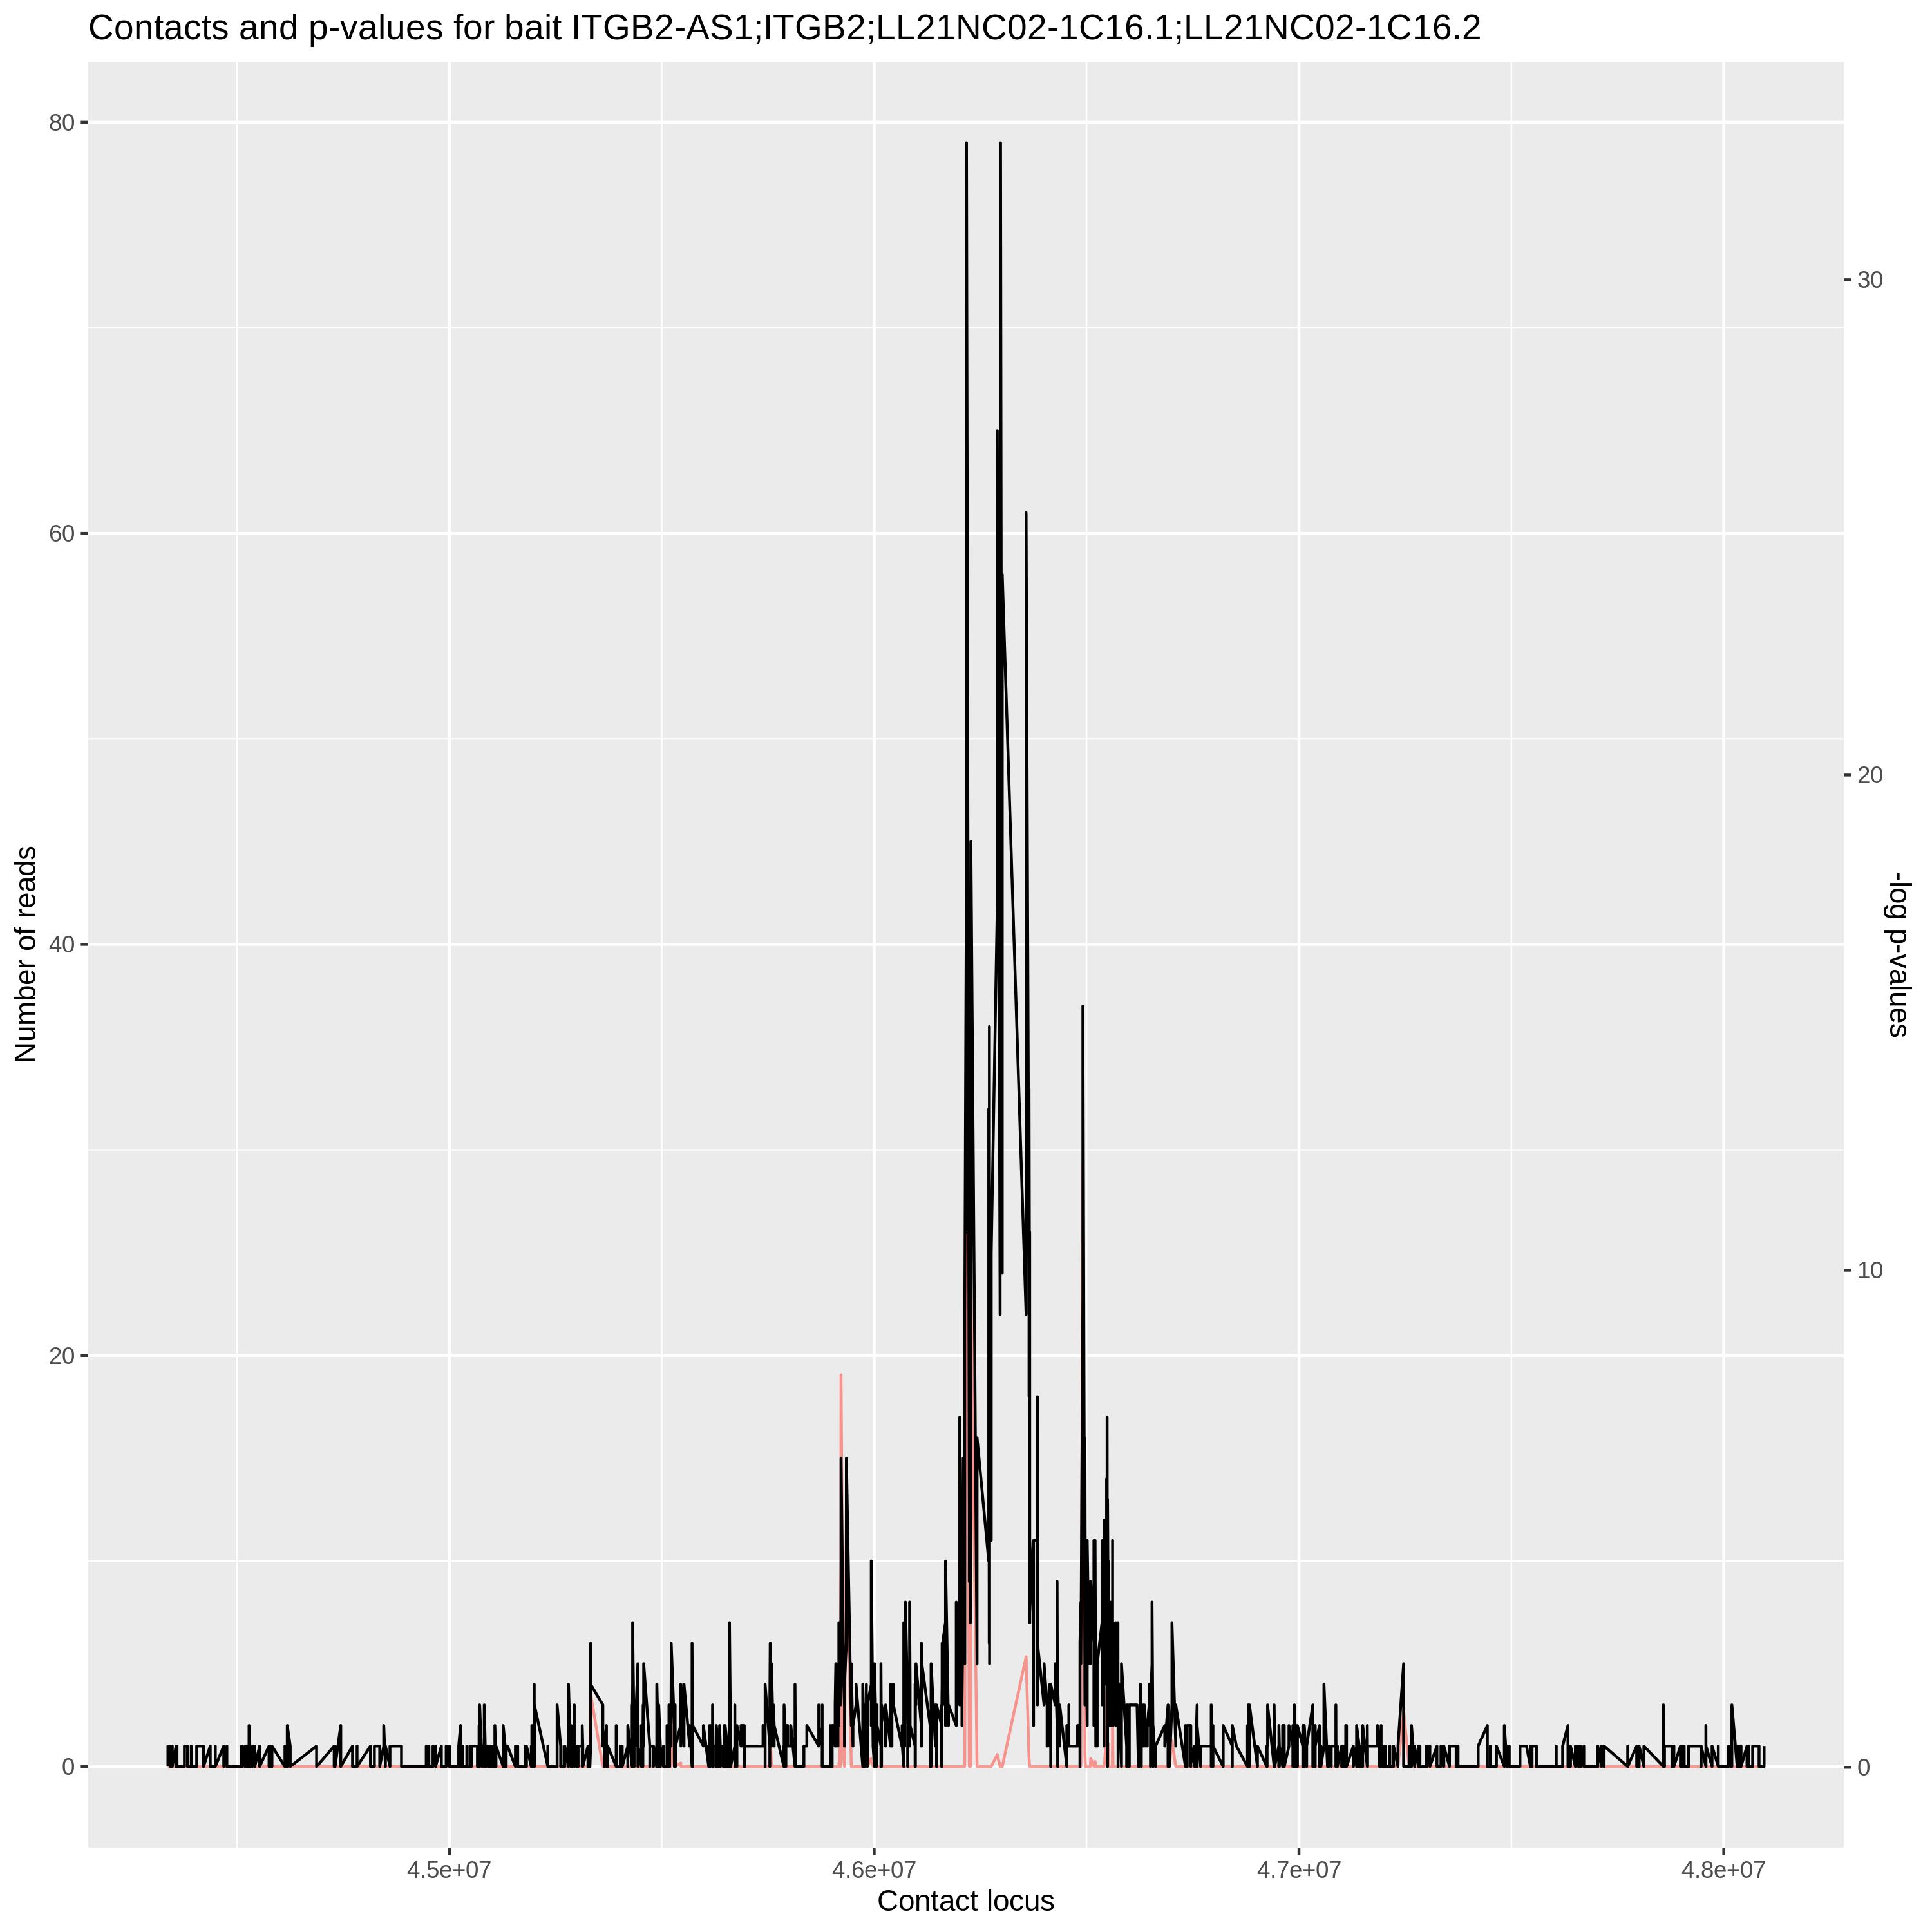 Contacts and p-values for bait ITGB2-AS1;ITGB2;LL21NC02-1C16.1;LL21NC02-1C16.2
80
60
40
20
0
Number of reads
30
20
10
0
-log p-values
4.5e+07 4.6e+07 4.7e+07 4.8e+07
Contact locus